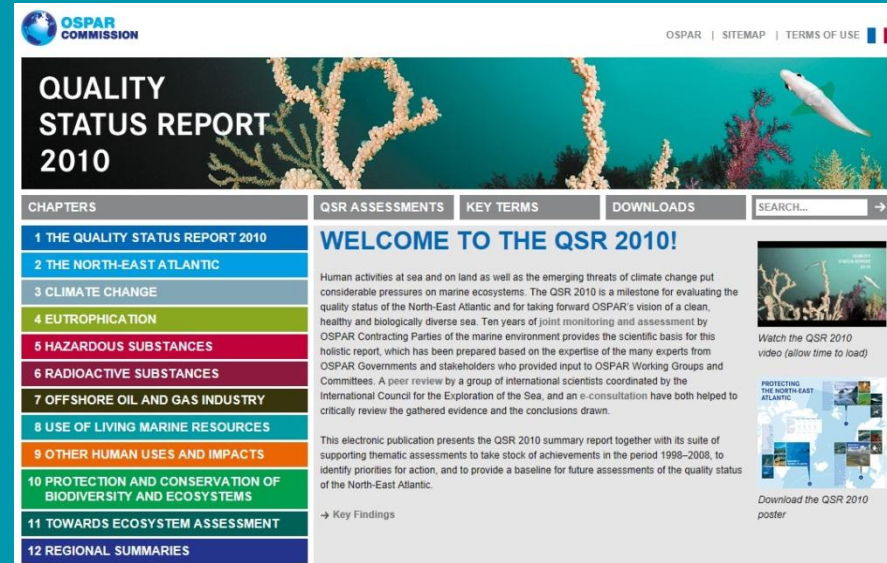 OSPAR
COMMISSION
OSPAR | SITEMAP | TERMS OF USE
QUALITY
STATUS REPORT
2010
CHAPTERS
QSR ASSESSMENTS
KEY TERMS
DOWNLOADS
SEARCH...
1 THE QUALITY STATUS REPORT 2010
2 THE NORTH-EAST ATLANTIC
3 CLIMATE CHANGE
4 EUTROPHICATION
5 HAZARDOUS SUBSTANCES
6 RADIOACTIVE SUBSTANCES
7 OFFSHORE OIL AND GAS INDUSTRY
8 USE OF LIVING MARINE RESOURCES
9 OTHER HUMAN USES AND IMPACTS
10 PROTECTION AND CONSERVATION OF
BIODIVERSITY AND ECOSYSTEMS
11 TOWARDS ECOSYSTEM ASSESSMENT
12 REGIONAL SUMMARIES
WELCOME TO THE QSR 2010!
Human activities at sea and on land as well as the emerging threats of climate change put
considerable pressures on marine ecosystems. The QSR 2010 is a milestone for evaluating the
quality status of the North-East Atlantic and for taking forward OSPAR's vision of a clean,
healthy and biologically diverse sea. Ten years of joint monitoring and assessment by
OSPAR Contracting Parties of the marine environment provides the scientific basis for this
holistic report, which has been prepared based on the expertise of the many experts from
OSPAR Governments and stakeholders who provided input to OSPAR Working Groups and
Committees. A peer review by a group of international scientists coordinated by the
International Council for the Exploration of the Sea, and an e-consultation have both helped to
critically review the gathered evidence and the conclusions drawn.
This electronic publication presents the QSR 2010 summary report together with its suite of
supporting thematic assessments to take stock of achievements in the period 1998–2008, to
identify priorities for action, and to provide a baseline for future assessments of the quality status
of the North-East Atlantic.
→ Key Findings
Watch the QSR 2010
video (allow time to load)
PROTECTING
THE NORTH-EAST
ATLANTIC
Download the QSR 2010
poster